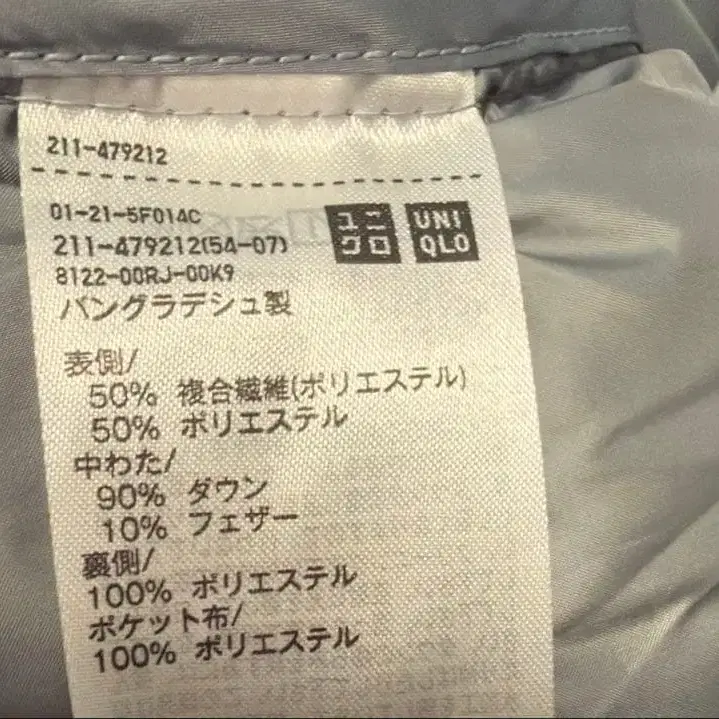 211-479212
01-21-5F014C
211-479212(54-07)
8122-00RJ-00K9
ユニ
クロ
UNI
QLO
バングラデシュ製
表側/
50% 複合繊維(ポリエステル)
50% ポリエステル
中わた/
90% ダウン
10% フェザー
裏側/
100% ポリエステル
ポケット布/
100% ポリエステル